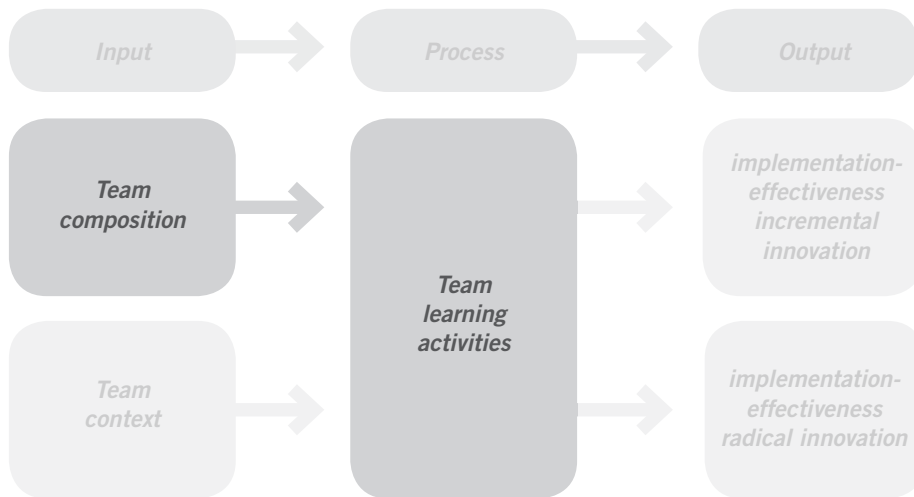 Input
Process
Output
Team
composition
Team
learning
activities
implementation-
effectiveness
incremental
innovation
Team
context
implementation-
effectiveness
radical innovation